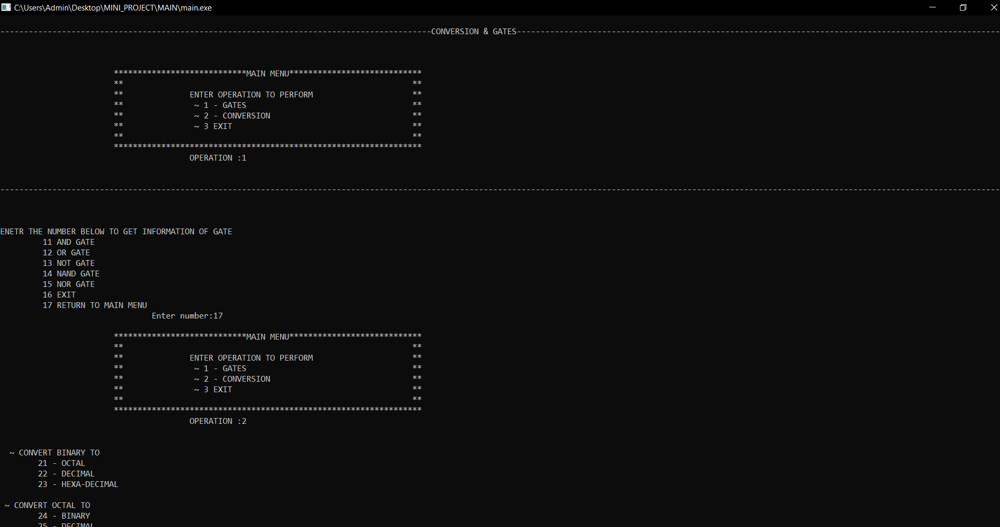 C:\Users\Admin\Desktop\MINI_PROJECT\MAIN\main.exe
-------------------------------------------------------------------------------------------CONVERSION & GATES------------------------------------------------------------------------------------------------------
****************************MAIN MENU****************************
** **
** ENTER OPERATION TO PERFORM **
** ~ 1 - GATES **
** ~ 2 - CONVERSION **
** ~ 3 EXIT **
** **
*****************************************************************
OPERATION :1
-------------------------------------------------------------------------------------------------------------------------------------------------------------------------------------------------------------------
ENETR THE NUMBER BELOW TO GET INFORMATION OF GATE
11 AND GATE
12 OR GATE
13 NOT GATE
14 NAND GATE
15 NOR GATE
16 EXIT
17 RETURN TO MAIN MENU
Enter number:17
****************************MAIN MENU****************************
** **
** ENTER OPERATION TO PERFORM **
** ~ 1 - GATES **
** ~ 2 - CONVERSION **
** ~ 3 EXIT **
** **
*****************************************************************
OPERATION :2
~ CONVERT BINARY TO
21 - OCTAL
22 - DECIMAL
23 - HEXA-DECIMAL
~ CONVERT OCTAL TO
24 - BINARY
25 - DECIMAL